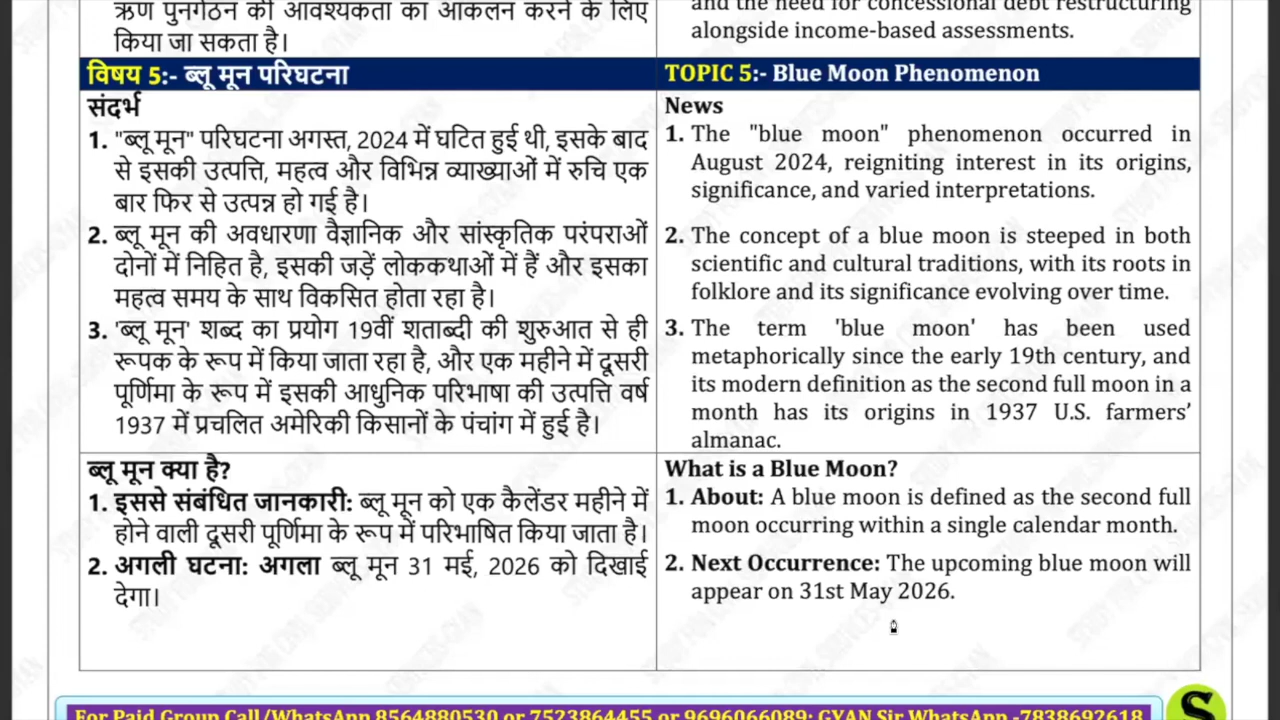 ऋण पुनर्गठन की आवश्यकता का आकलन करने के लिए
किया जा सकता है।
and the need for concessional debt restructuring
alongside income-based assessments.
विषय 5:- ब्लू मून परिघटना
TOPIC 5:- Blue Moon Phenomenon
संदर्भ
1. "ब्लू मून" परिघटना अगस्त, 2024 में घटित हुई थी, इसके बाद
से इसकी उत्पत्ति, महत्व और विभिन्न व्याख्याओं में रुचि एक
बार फिर से उत्पन्न हो गई है।
2. ब्लू मून की अवधारणा वैज्ञानिक और सांस्कृतिक परंपराओं
दोनों में निहित है, इसकी जड़ें लोककथाओं में हैं और इसका
महत्व समय के साथ विकसित होता रहा है।
3. 'ब्लू मून' शब्द का प्रयोग 19वीं शताब्दी की शुरुआत से ही
रूपक के रूप में किया जाता रहा है, और एक महीने में दूसरी
पूर्णिमा के रूप में इसकी आधुनिक परिभाषा की उत्पत्ति वर्ष
1937 में प्रचलित अमेरिकी किसानों के पंचांग में हुई है।
News
1. The "blue moon" phenomenon occurred in
August 2024, reigniting interest in its origins,
significance, and varied interpretations.
2. The concept of a blue moon is steeped in both
scientific and cultural traditions, with its roots in
folklore and its significance evolving over time.
3. The term 'blue moon' has been used
metaphorically since the early 19th century, and
its modern definition as the second full moon in a
month has its origins in 1937 U.S. farmers'
almanac.
ब्लू मून क्या है?
1. इससे संबंधित जानकारी: ब्लू मून को एक कैलेंडर महीने में
होने वाली दूसरी पूर्णिमा के रूप में परिभाषित किया जाता है।
2. अगली घटना: अगला ब्लू मून 31 मई, 2026 को दिखाई
देगा।
What is a Blue Moon?
1. About: A blue moon is defined as the second full
moon occurring within a single calendar month.
2. Next Occurrence: The upcoming blue moon will
appear on 31st May 2026.
For Paid Group Call/WhatsApp 8564880530 or 7523864455 or 9696066089; GYAN Sir WhatsApp -7838692618
S